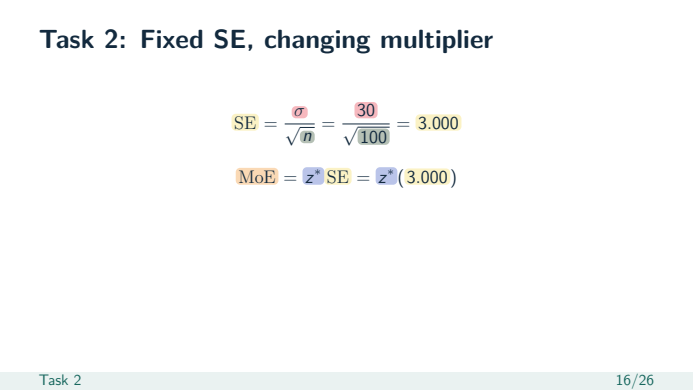 Task 2: Fixed SE, changing multiplier
SE = σ/√n = 30/√100 = 3.000
MoE = z* SE = z* (3.000)
Task 2 16/26